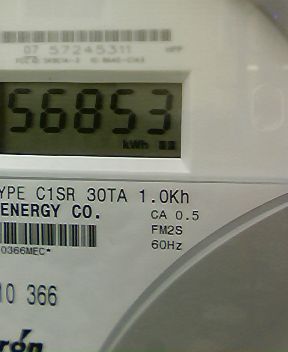 07 57245311
56853
kWh
YPE C1SR 30TA 1.0Kh
ENERGY CO.
CA 0.5
FM2S
60Hz
0366MEC*
10 366
rón